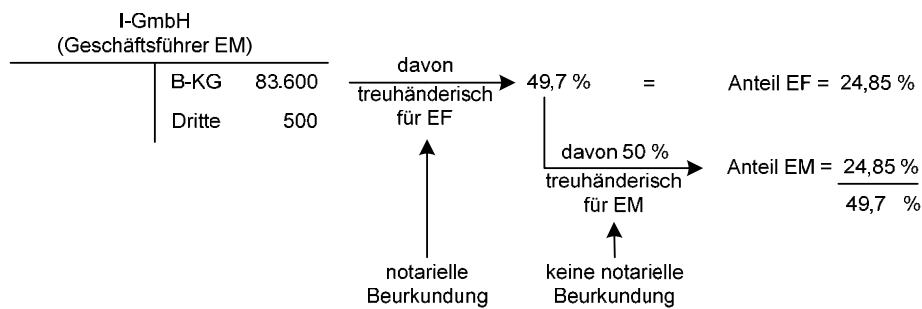 I-GmbH
(Geschäftsführer EM)
B-KG 83.600
Dritte 500
davon
treuhänderisch
für EF
49,7 % = Anteil EF = 24,85 %
davon 50 %
treuhänderisch
für EM
Anteil EM = 24,85 %
49,7 %
notarielle
Beurkundung
keine notarielle
Beurkundung